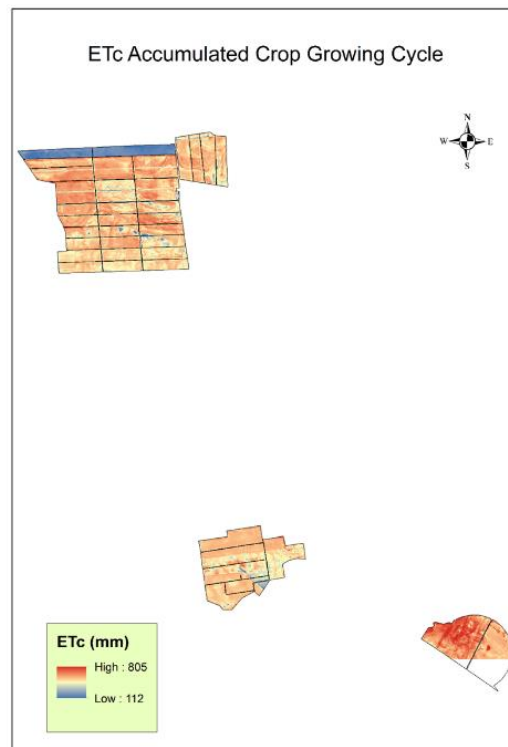 ETc Accumulated Crop Growing Cycle
N
W E
S
ETc (mm)
High : 805
Low : 112